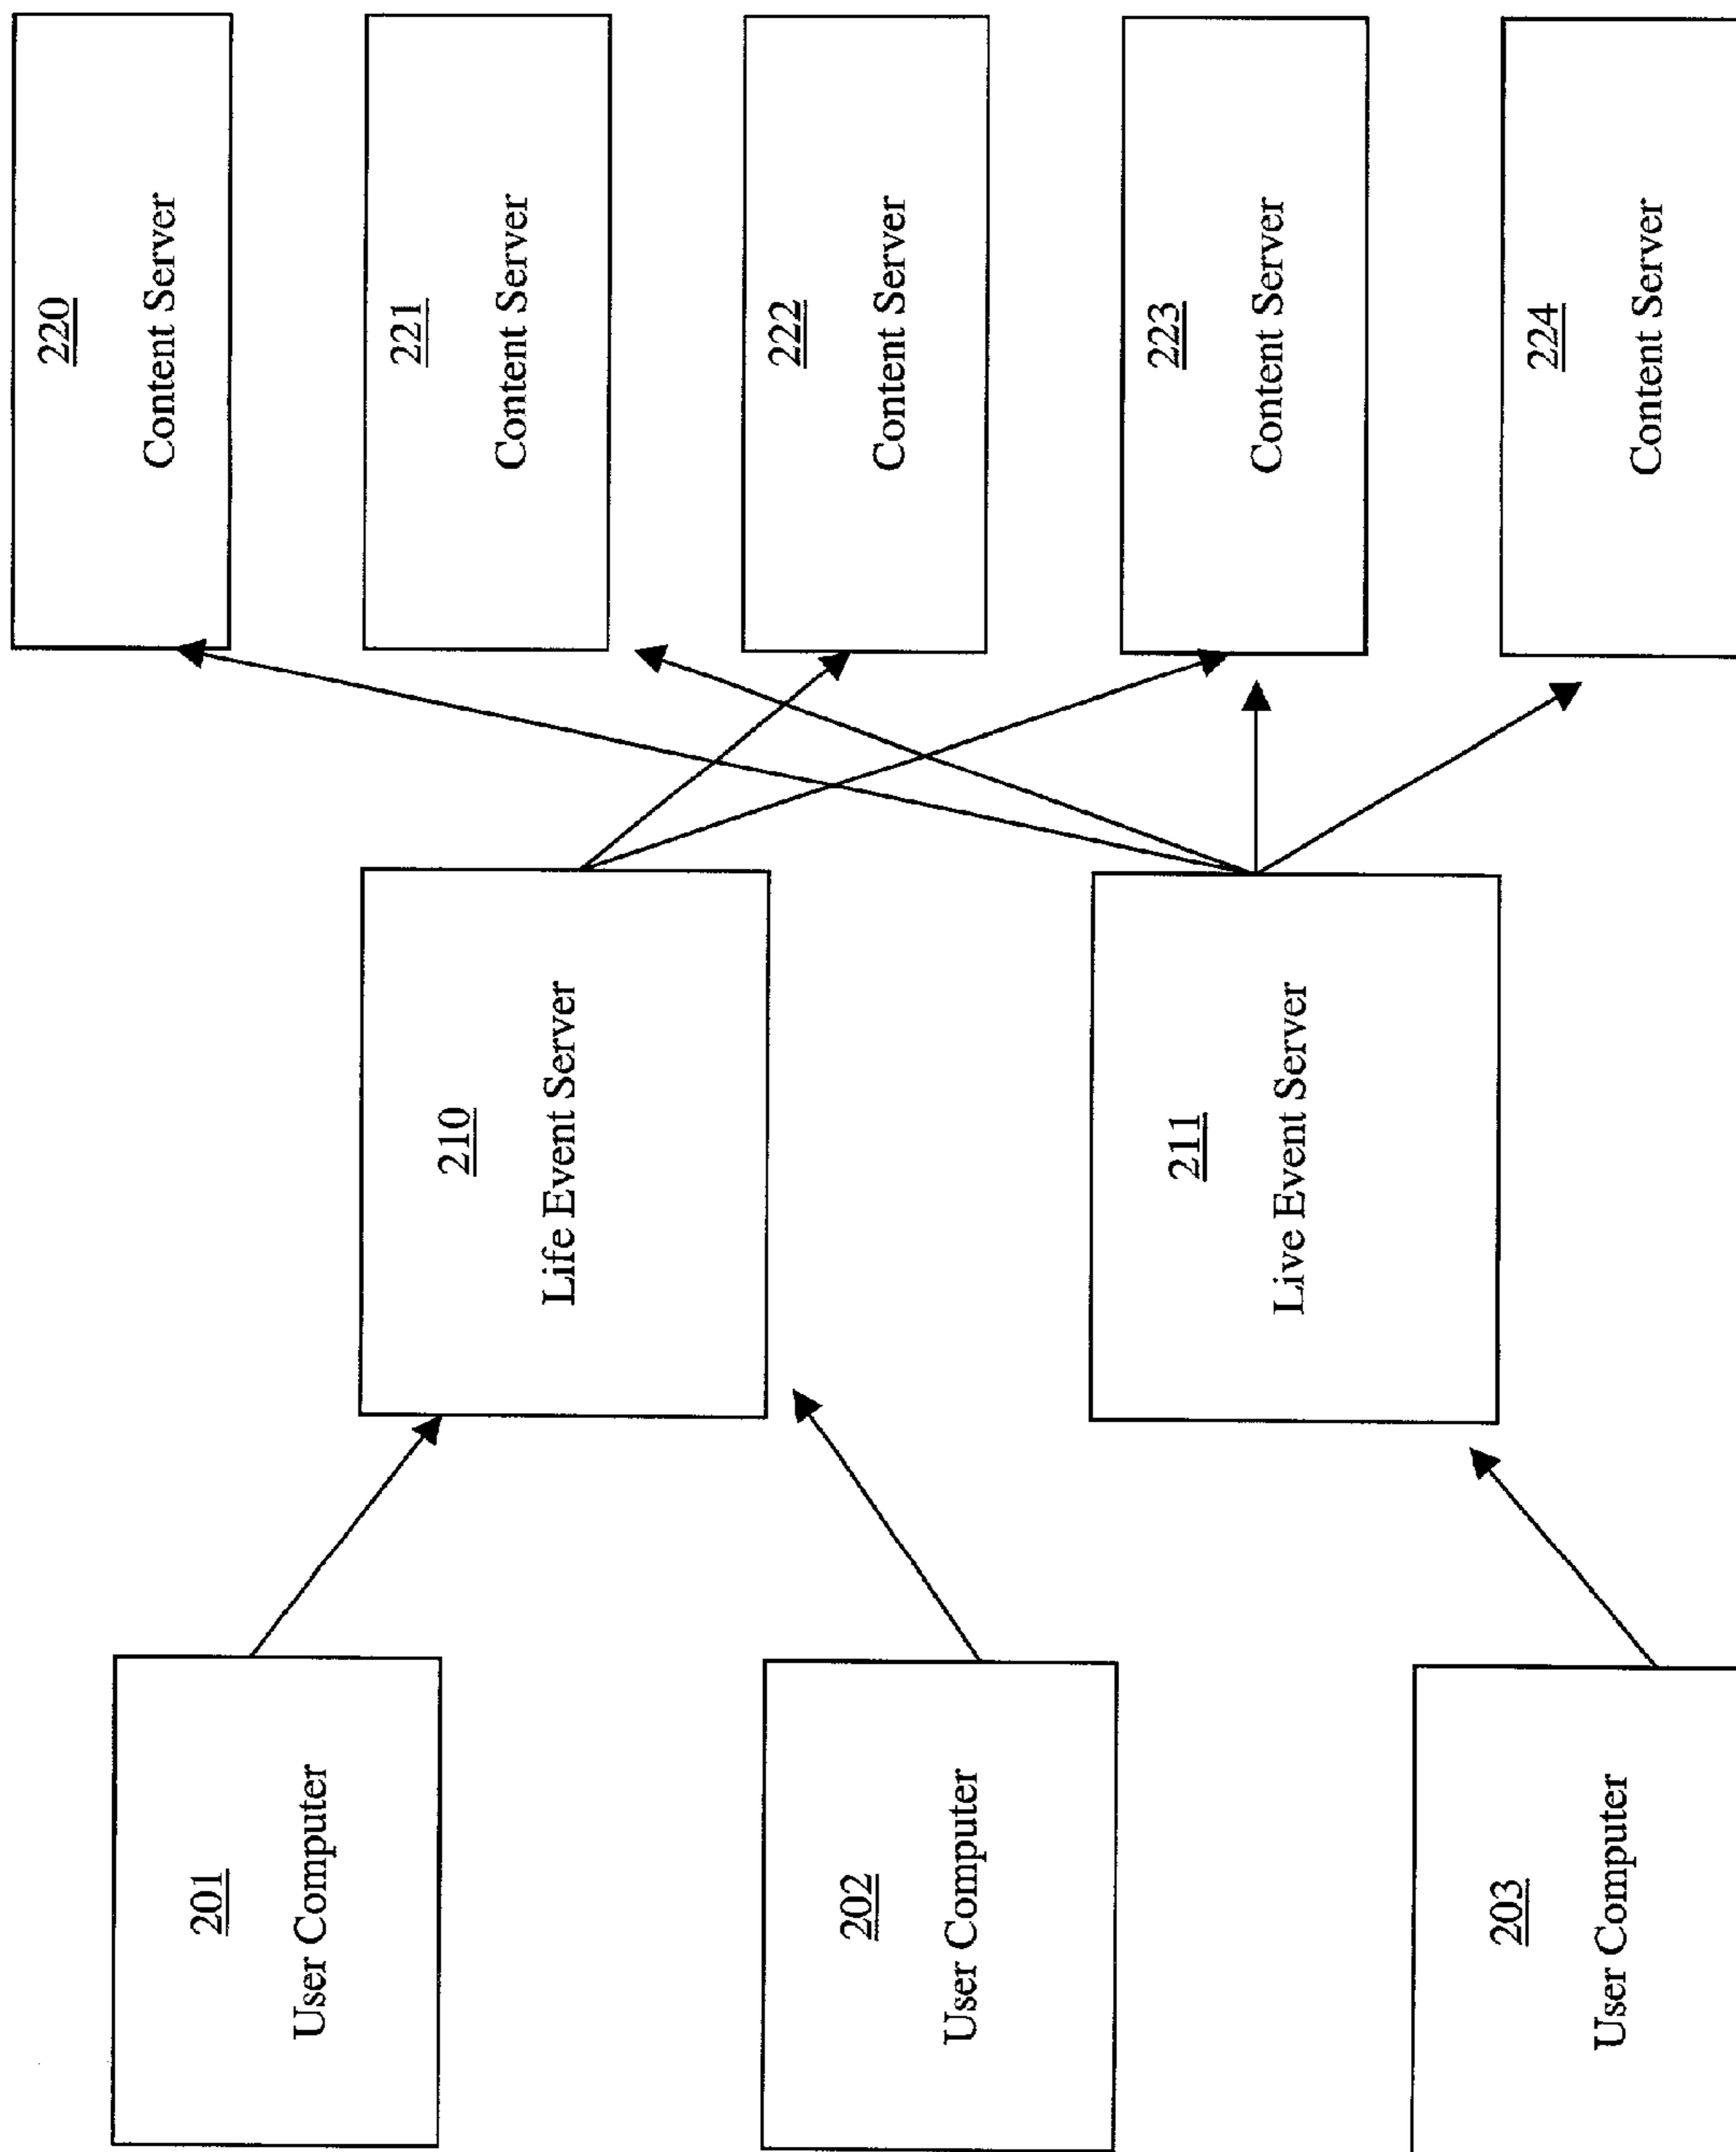 220
Content Server
221
Content Server
222
Content Server
223
Content Server
224
Content Server
210
Life Event Server
211
Live Event Server
201
User Computer
202
User Computer
203
User Computer